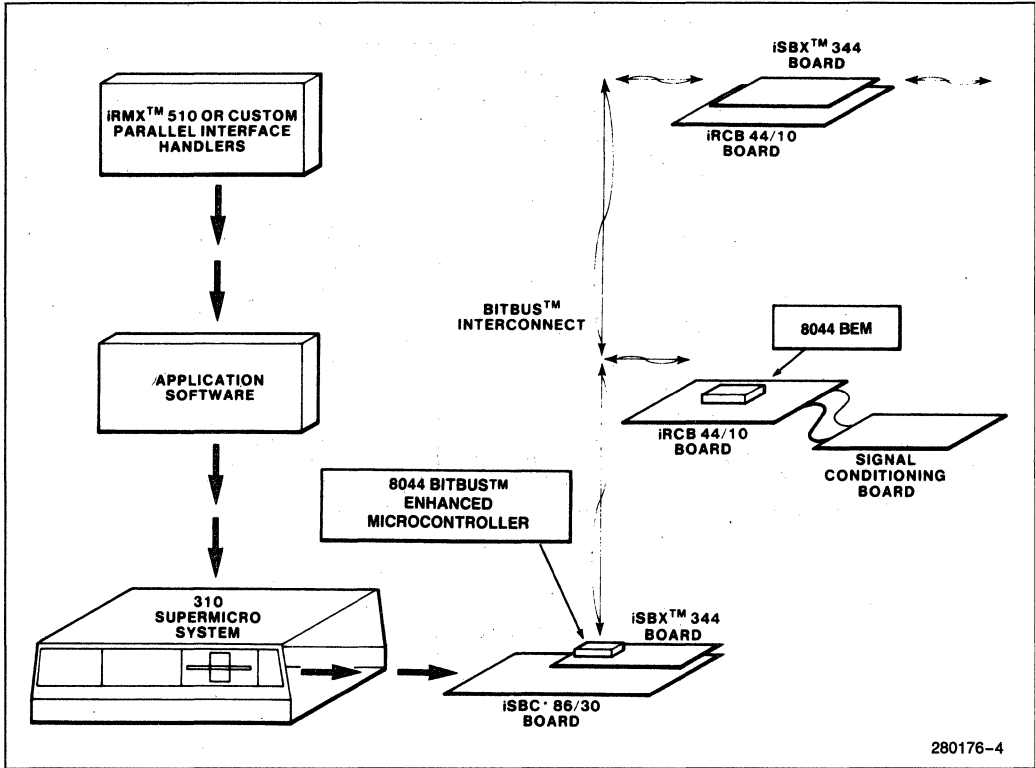 iRMX™ 510 OR CUSTOM
PARALLEL INTERFACE
HANDLERS
APPLICATION
SOFTWARE
310
SUPERMICRO
SYSTEM
8044 BITBUS™
ENHANCED
MICROCONTROLLER
BITBUS™
INTERCONNECT
iSBX™ 344
BOARD
iRCB 44/10
BOARD
8044 BEM
iRCB 44/10
BOARD
SIGNAL
CONDITIONING
BOARD
iSBX™ 344
BOARD
iSBC* 86/30
BOARD
280176-4